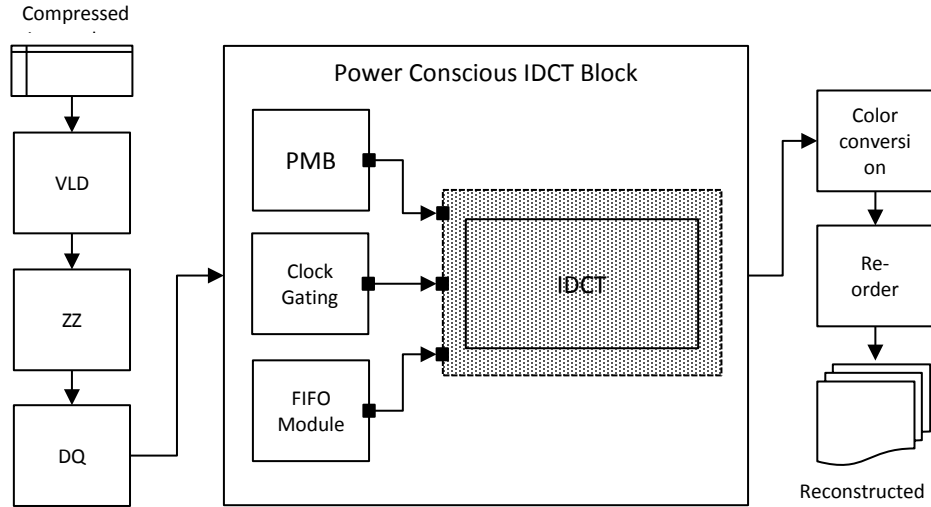 Compressed
VLD
ZZ
DQ
Power Conscious IDCT Block
PMB
Clock
Gating
FIFO
Module
IDCT
Color
conversi
on
Re-
order
Reconstructed